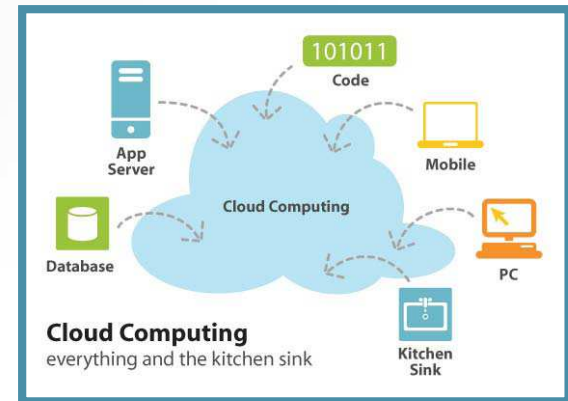 101011
Code
App
Server
Mobile
Cloud Computing
Database
PC
Kitchen
Sink
Cloud Computing
everything and the kitchen sink